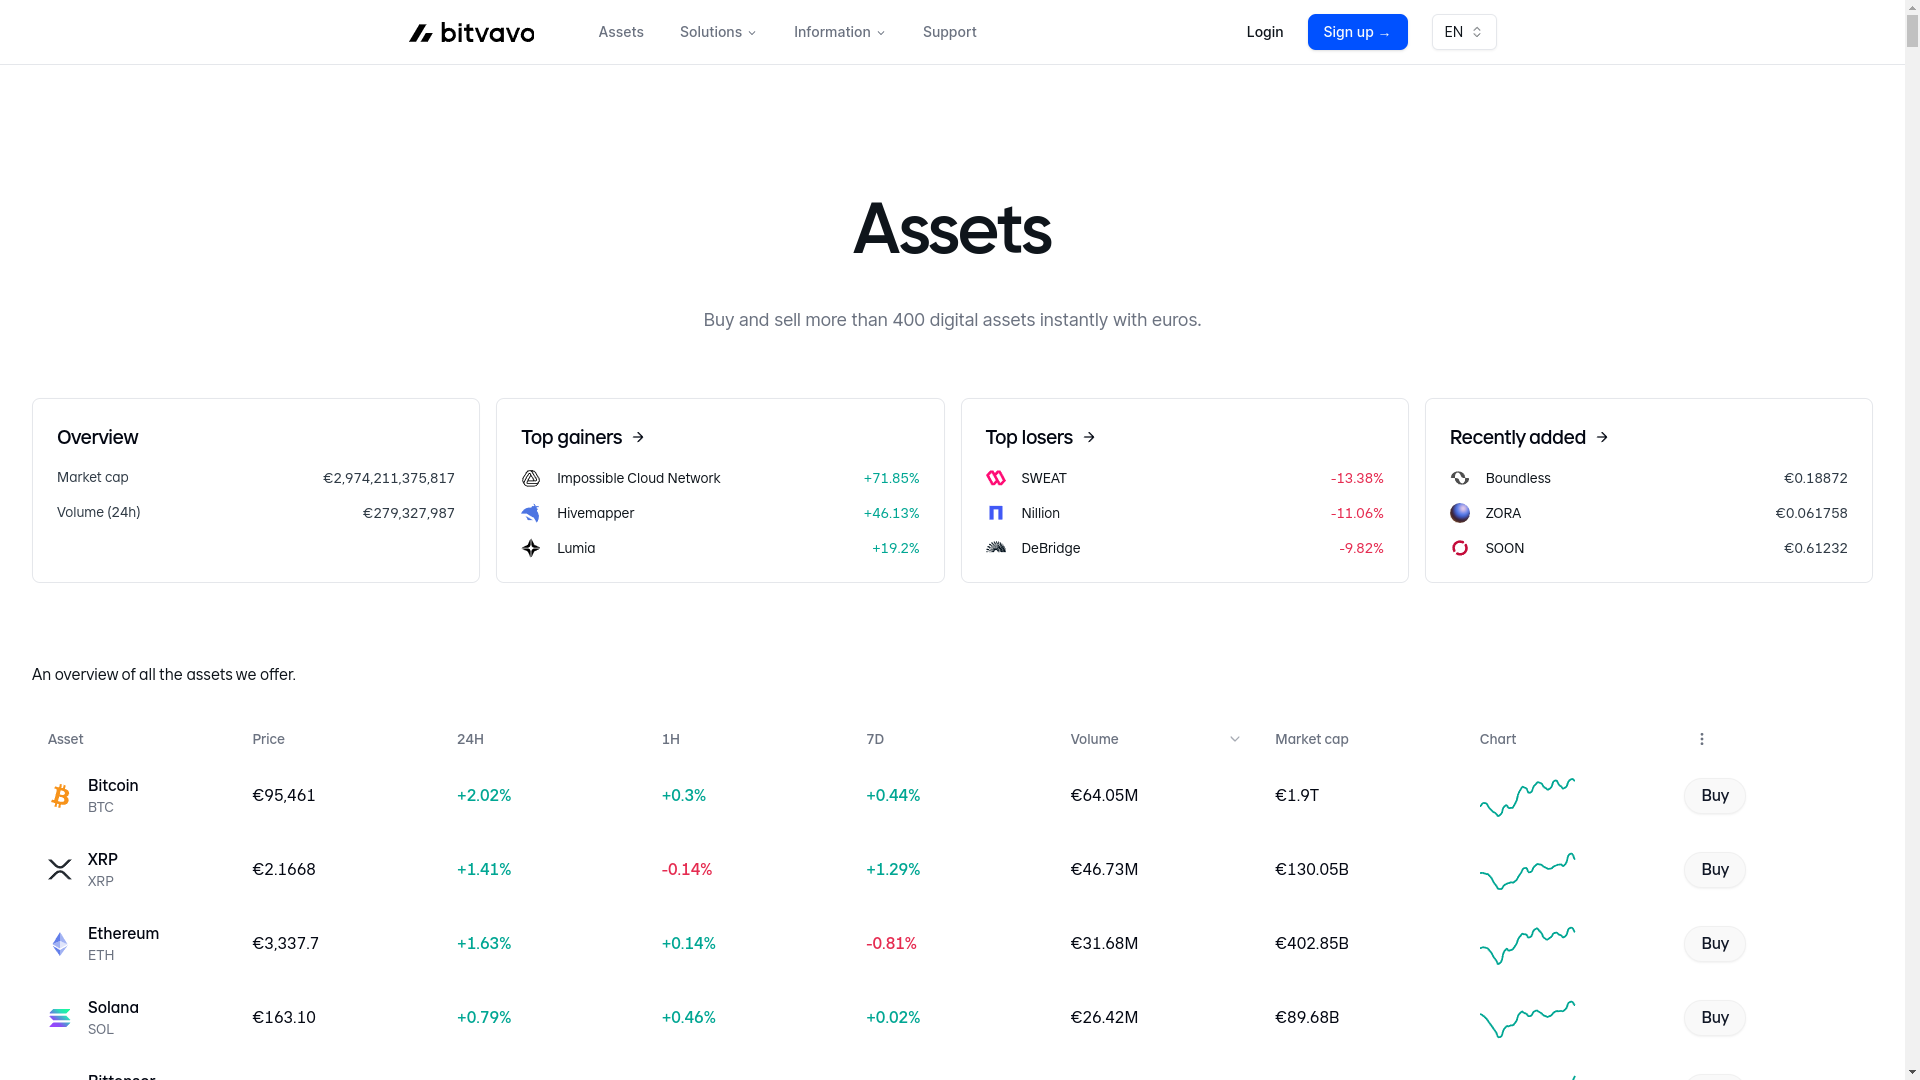 bitvavo
Assets
Solutions
Information
Support
Login
Sign up →
EN
Assets
Buy and sell more than 400 digital assets instantly with euros.
Overview
Market cap €2,974,211,375,817
Volume (24h) €279,327,987
Top gainers →
Impossible Cloud Network +71.85%
Hivemapper +46.13%
Lumia +19.2%
Top losers →
SWEAT -13.38%
Nillion -11.06%
DeBridge -9.82%
Recently added →
Boundless €0.18872
ZORA €0.061758
SOON €0.61232
An overview of all the assets we offer.
Asset Price 24H 1H 7D Volume Market cap Chart
Bitcoin
BTC
€95,461 +2.02% +0.3% +0.44% €64.05M €1.9T Buy
XRP
XRP
€2.1668 +1.41% -0.14% +1.29% €46.73M €130.05B Buy
Ethereum
ETH
€3,337.7 +1.63% +0.14% -0.81% €31.68M €402.85B Buy
Solana
SOL
€163.10 +0.79% +0.46% +0.02% €26.42M €89.68B Buy